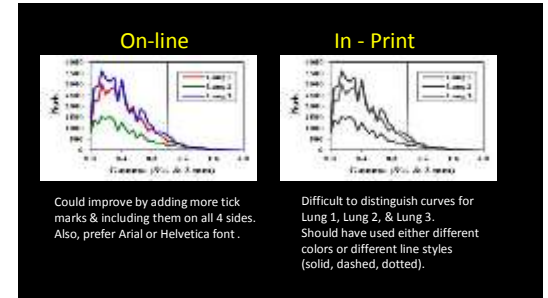 On-line
In - Print
Lung 1
Lung 2
Lung 3
Lung 1
Lung 2
Lung 3
Could improve by adding more tick
marks & including them on all 4 sides.
Also, prefer Arial or Helvetica font .
Difficult to distinguish curves for
Lung 1, Lung 2, & Lung 3.
Should have used either different
colors or different line styles
(solid, dashed, dotted).